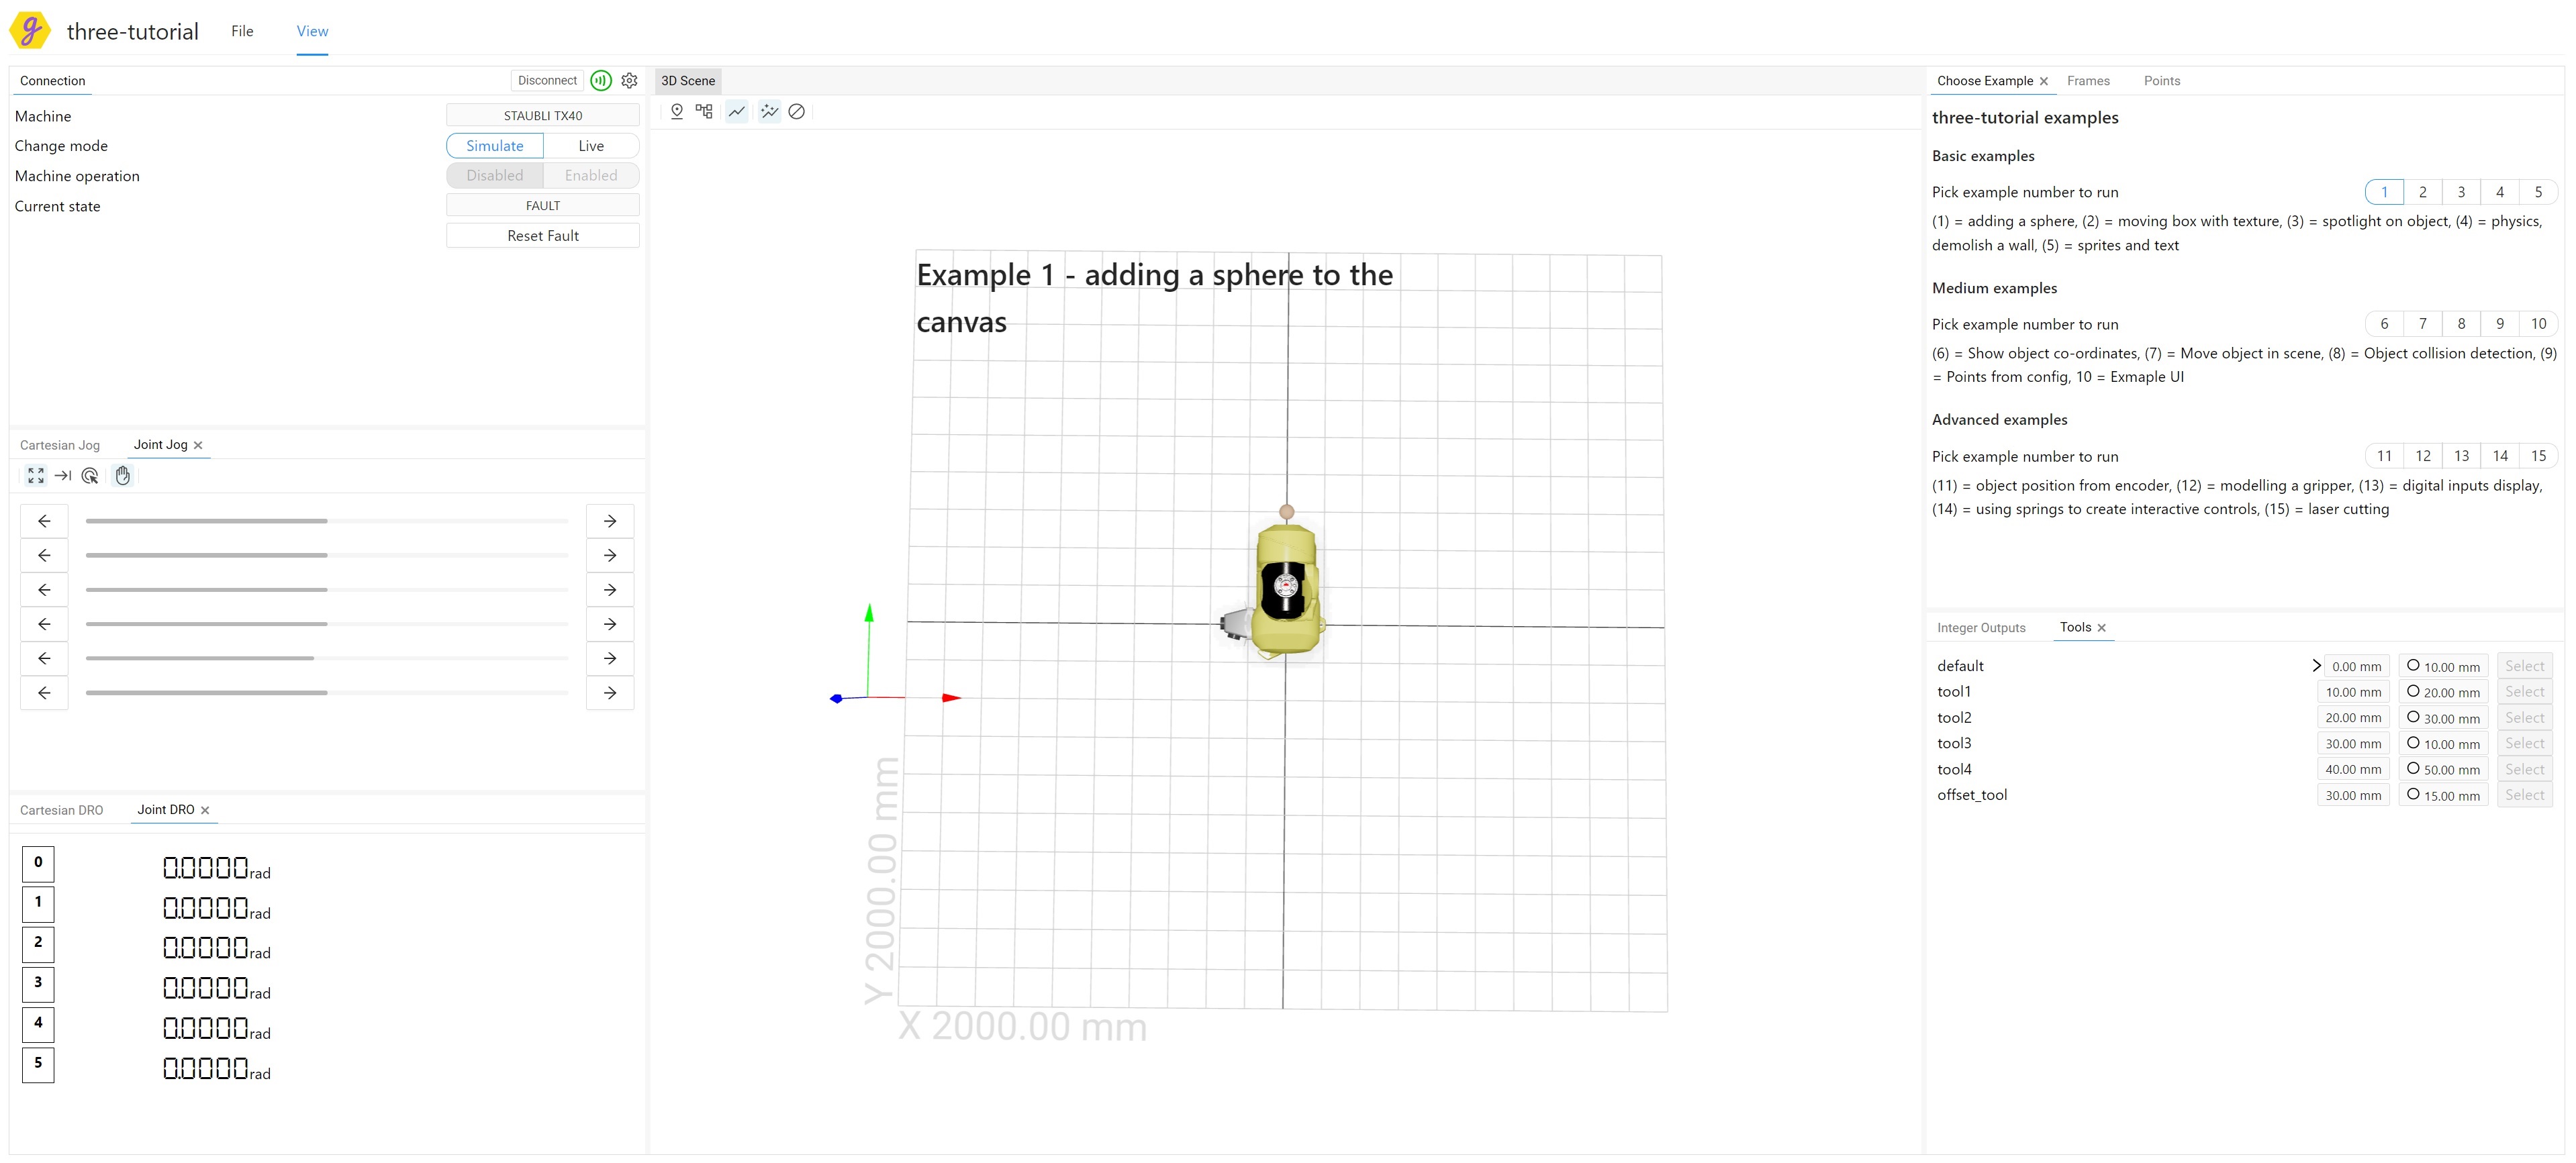 three-tutorial File View
Connection Disconnect
Machine STAUBLI TX40
Change mode Simulate Live
Machine operation Disabled Enabled
Current state FAULT
Reset Fault
Cartesian Jog Joint Jog
Cartesian DRO Joint DRO
0 0.0000 rad
1 0.0000 rad
2 0.0000 rad
3 0.0000 rad
4 0.0000 rad
5 0.0000 rad
3D Scene
Example 1 - adding a sphere to the
canvas
Y 2000.00 mm
X 2000.00 mm
Choose Example Frames Points
three-tutorial examples
Basic examples
Pick example number to run 1 2 3 4 5
(1) = adding a sphere, (2) = moving box with texture, (3) = spotlight on object, (4) = physics,
demolish a wall, (5) = sprites and text
Medium examples
Pick example number to run 6 7 8 9 10
(6) = Show object co-ordinates, (7) = Move object in scene, (8) = Object collision detection, (9)
= Points from config, 10 = Exmaple UI
Advanced examples
Pick example number to run 11 12 13 14 15
(11) = object position from encoder, (12) = modelling a gripper, (13) = digital inputs display,
(14) = using springs to create interactive controls, (15) = laser cutting
Integer Outputs Tools
default 0.00 mm 10.00 mm Select
tool1 10.00 mm 20.00 mm Select
tool2 20.00 mm 30.00 mm Select
tool3 30.00 mm 10.00 mm Select
tool4 40.00 mm 50.00 mm Select
offset_tool 30.00 mm 15.00 mm Select